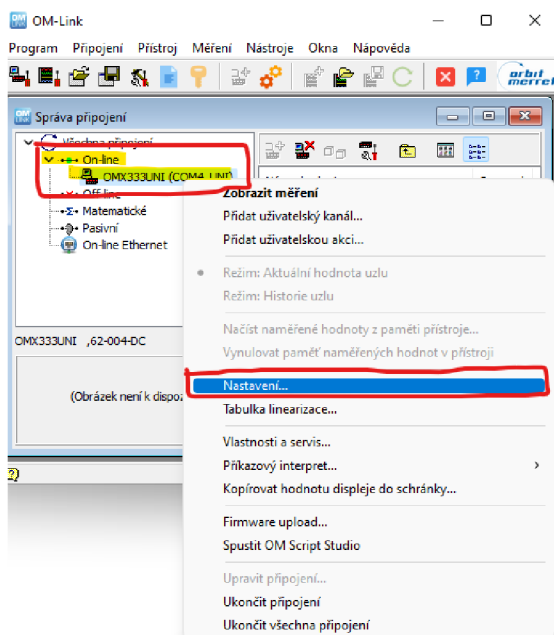 OM-Link
Program Připojení Přístroj Měření Nástroje Okna Nápověda
orbit merret
Správa připojení
Všechna připojení
On-line
OMX333UNI (COM4, UNI)
Off-line
Matematické
Pasivní
On-line Ethernet
OMX333UNI ,62-004-DC
(Obrázek není k dispoz
Zobrazit měření
Přidat uživatelský kanál...
Přidat uživatelskou akci...
Režim: Aktuální hodnota uzlu
Režim: Historie uzlu
Načíst naměřené hodnoty z paměti přístroje...
Vynulovat paměť naměřených hodnot v přístroji
Nastavení...
Tabulka linearizace...
Vlastnosti a servis...
Příkazový interpret...
Kopírovat hodnotu displeje do schránky...
Firmware upload...
Spustit OM Script Studio
Upravit připojení...
Ukončit připojení
Ukončit všechna připojení